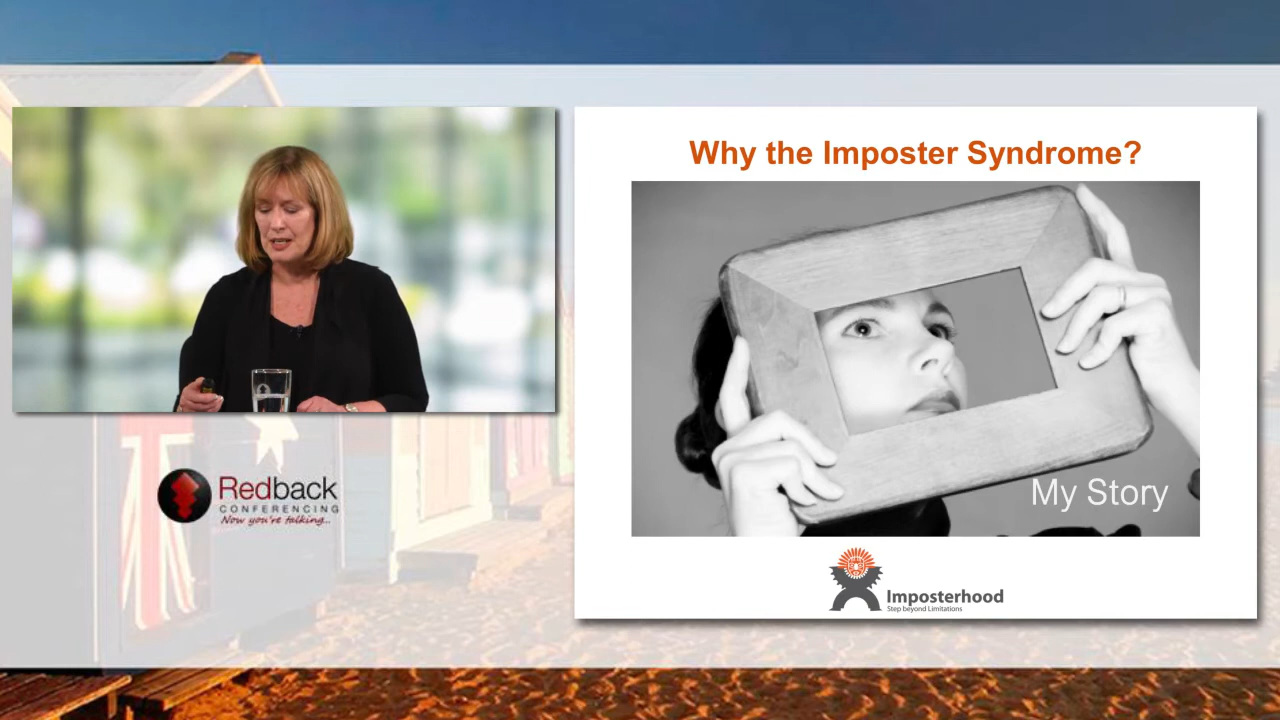 Why the Imposter Syndrome?
My Story
Redback
CONFERENCING
Now you're talking...
Imposterhood
Step beyond Limitations